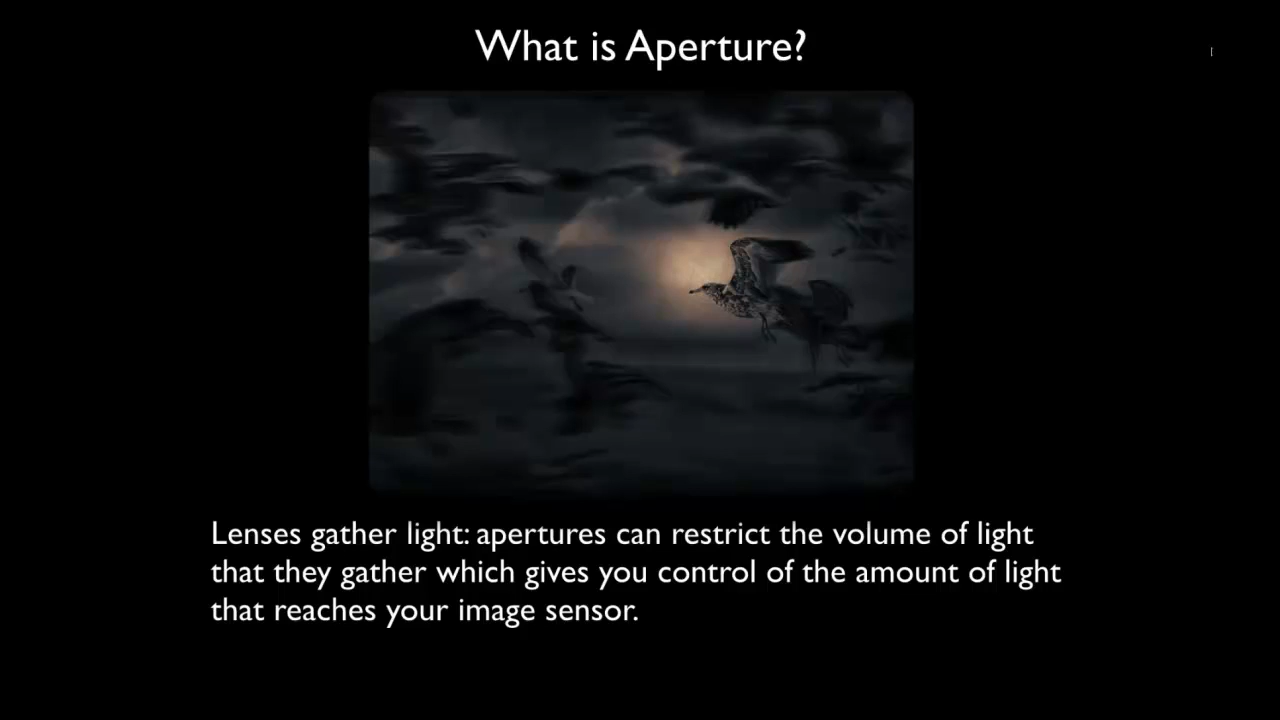 What is Aperture?
Lenses gather light: apertures can restrict the volume of light
that they gather which gives you control of the amount of light
that reaches your image sensor.